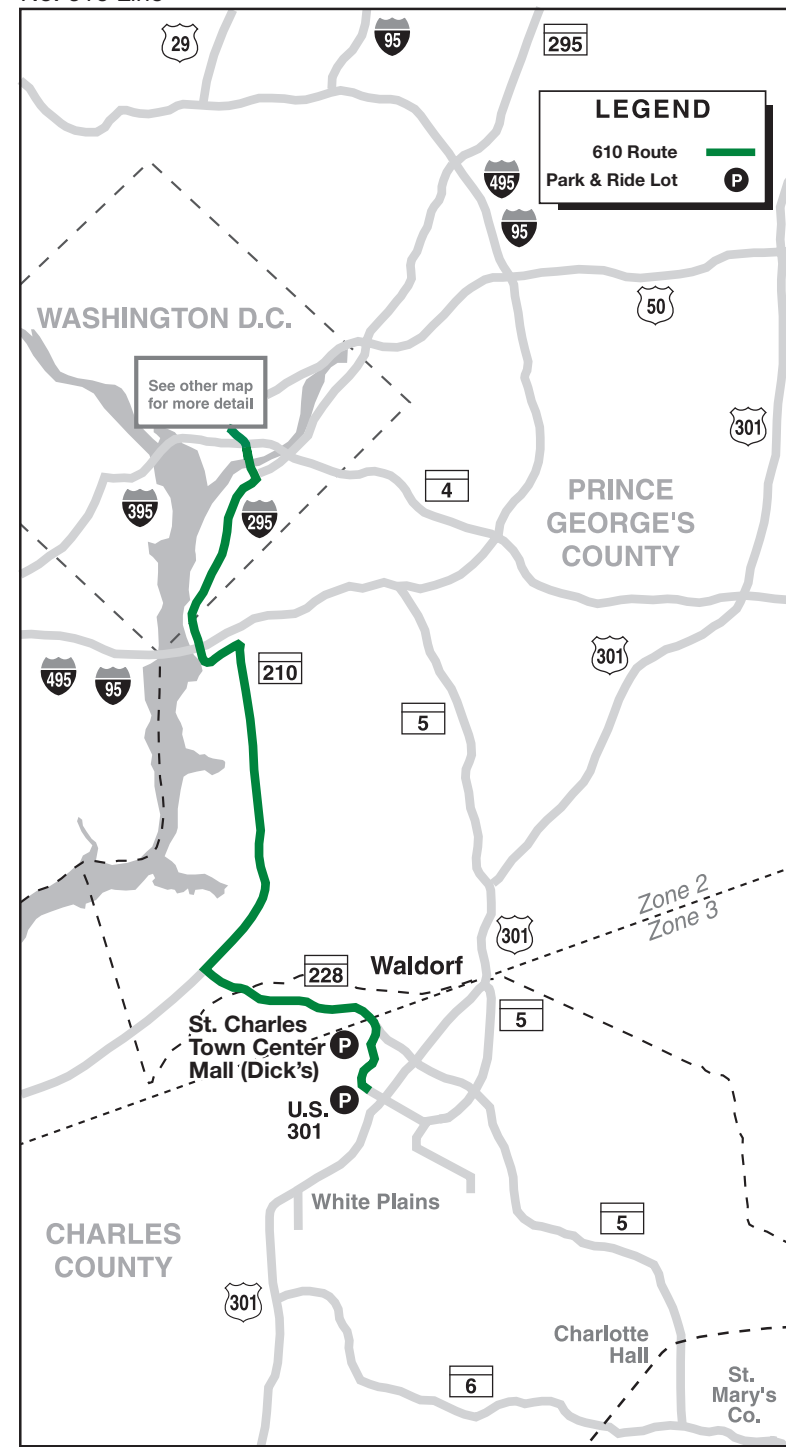 29
95
295
LEGEND
610 Route
Park & Ride Lot P
495
95
50
WASHINGTON D.C.
See other map
for more detail
301
4
PRINCE
GEORGE'S
COUNTY
395
295
301
210
495
95
5
Zone 2
Zone 3
301
228
Waldorf
5
St. Charles
Town Center P
Mall (Dick's)
U.S. P
301
White Plains
5
CHARLES
COUNTY
301
Charlotte
Hall
6
St.
Mary's
Co.